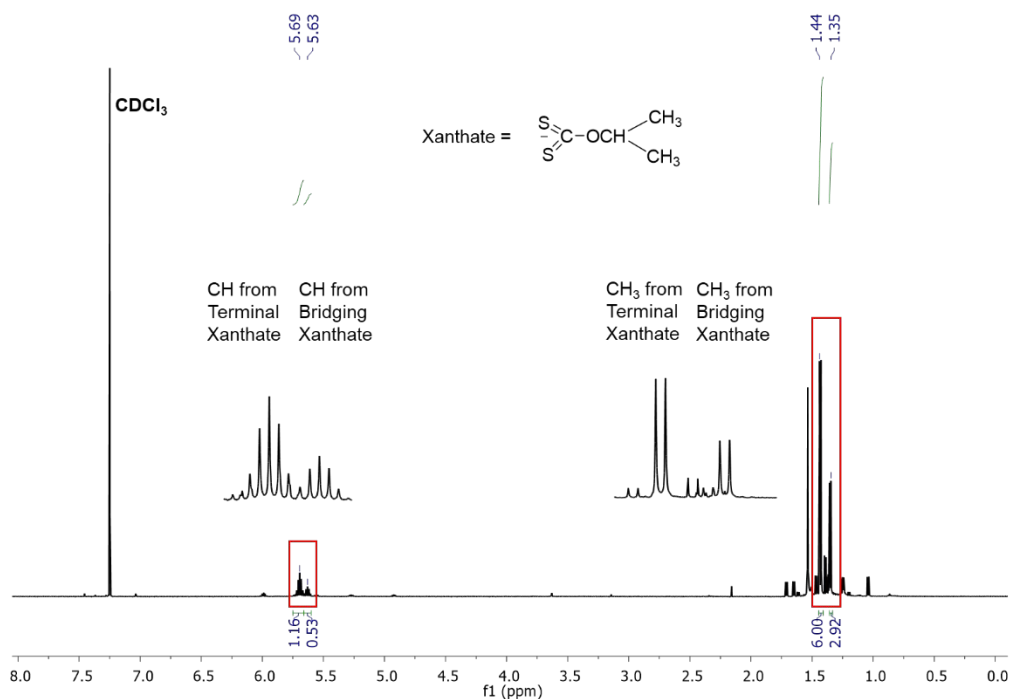 5.69
5.63
1.44
1.35
CDCl₃
Xanthate =
S
S
-
C
OCH
CH₃
CH₃
CH from
Terminal
Xanthate
CH from
Bridging
Xanthate
CH₃ from
Terminal
Xanthate
CH₃ from
Bridging
Xanthate
1.16
0.53
6.00
2.92
8.0 7.5 7.0 6.5 6.0 5.5 5.0 4.5 4.0 3.5 3.0 2.5 2.0 1.5 1.0 0.5 0.0
f1 (ppm)